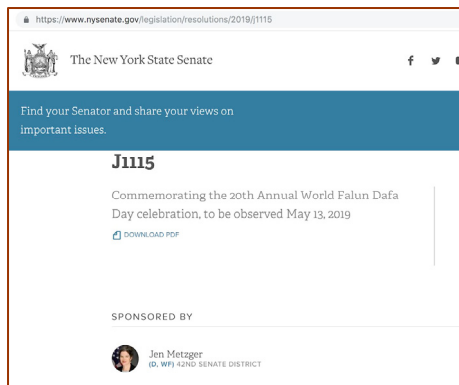 https://www.nysenate.gov/legislation/resolutions/2019/j1115
The New York State Senate
Find your Senator and share your views on
important issues.
J1115
Commemorating the 20th Annual World Falun Dafa
Day celebration, to be observed May 13, 2019
DOWNLOAD PDF
SPONSORED BY
Jen Metzger
(D, WF) 42ND SENATE DISTRICT